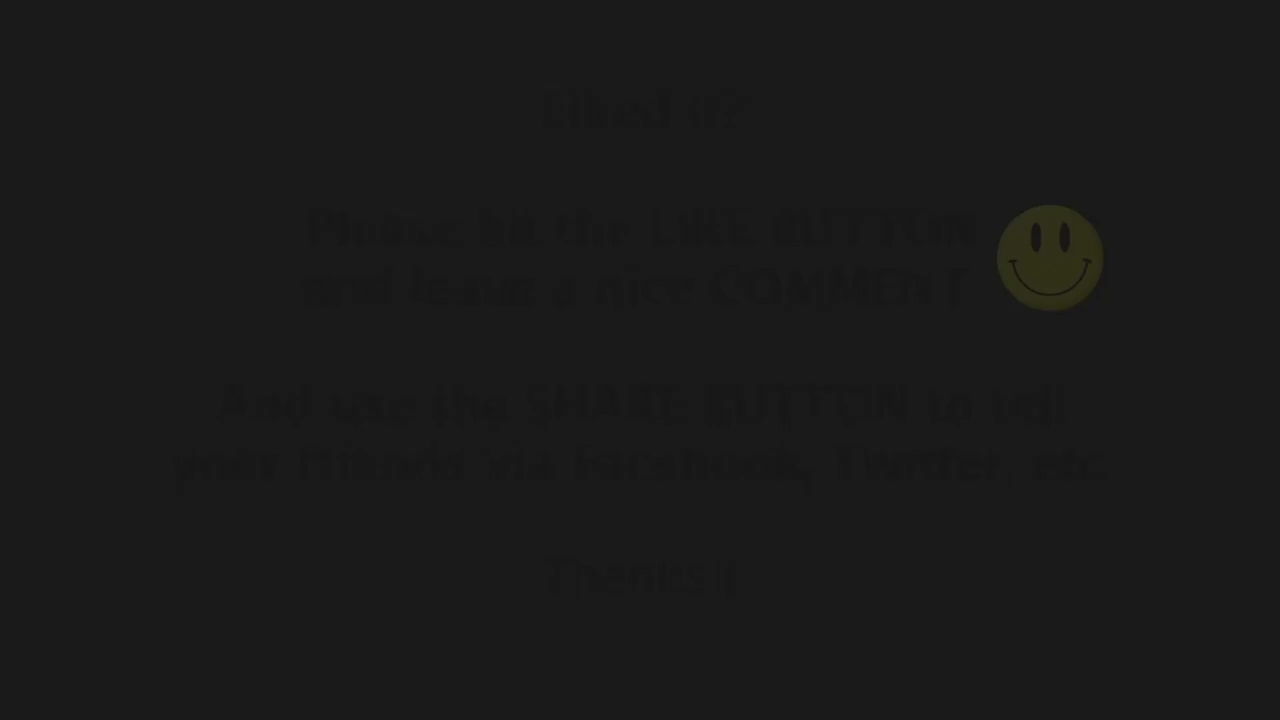 Liked it?
Please hit the LIKE BUTTON
and leave a nice COMMENT
And use the SHARE BUTTON to tell
your friends via Facebook, Twitter, etc.
Thanks!